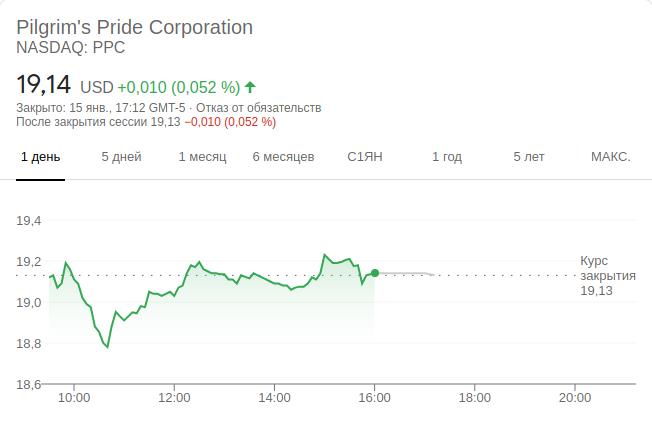 Pilgrim's Pride Corporation
NASDAQ: PPC
19,14 USD +0,010 (0,052 %)
Закрыто: 15 янв., 17:12 GMT-5 · Отказ от обязательств
После закрытия сессии 19,13 −0,010 (0,052 %)
1 день 5 дней 1 месяц 6 месяцев С1ЯН 1 год 5 лет МАКС.
19,4
19,2
19,0
18,8
18,6
Курс
закрытия
19,13
10:00 12:00 14:00 16:00 18:00 20:00